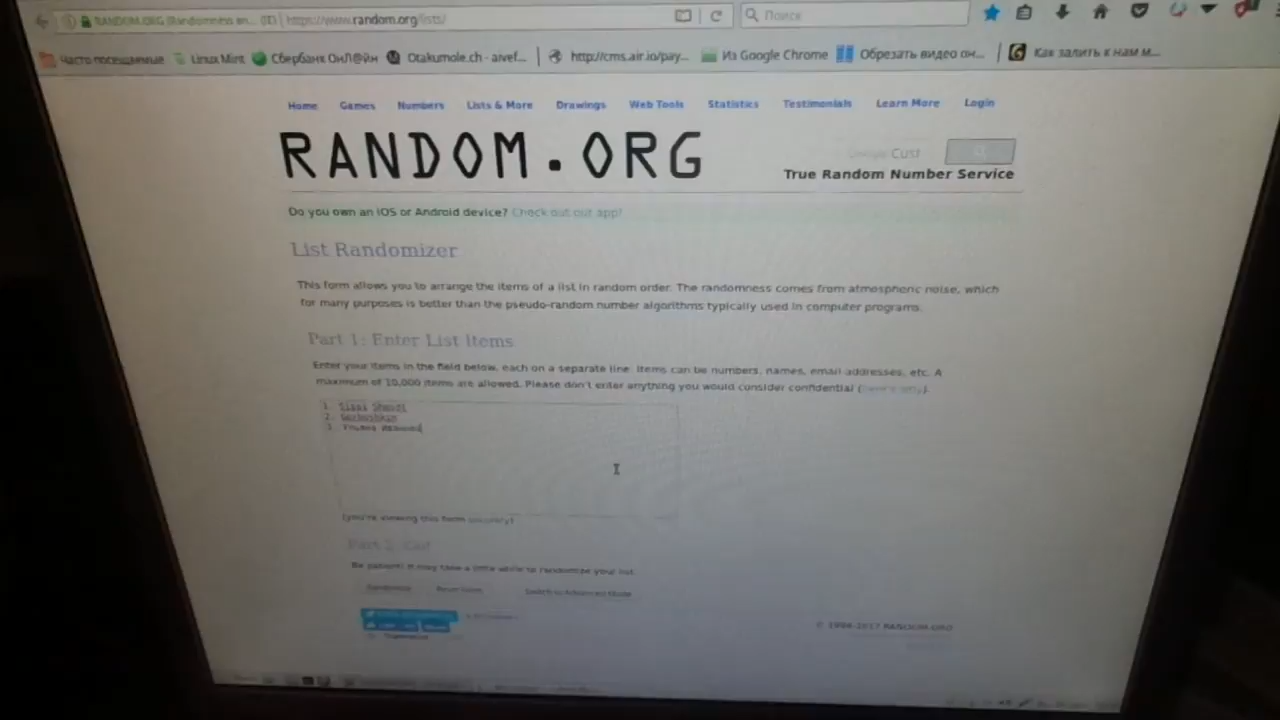 RANDOM.ORG (Randomness an... (IE) https://www.random.org/lists/ Поиск
Часто посещаемые Linux Mint Сбербанк ОнЛ@йн Otakumole.ch - aivef... http://cms.air.io/pay... Из Google Chrome Обрезать видео он... Как залить к нам м...
Home Games Numbers Lists & More Drawings Web Tools Statistics Testimonials Learn More Login
RANDOM.ORG
Cust
True Random Number Service
Do you own an iOS or Android device? Check out our app!
List Randomizer
This form allows you to arrange the items of a list in random order. The randomness comes from atmospheric noise, which
for many purposes is better than the pseudo-random number algorithms typically used in computer programs.
Part 1: Enter List Items
Enter your items in the field below, each on a separate line. Items can be numbers, names, email addresses, etc. A
maximum of 10,000 items are allowed. Please don't enter anything you would consider confidential (here's why).
1.
2.
3.
(you're viewing this form securely)
Part 2: Go!
Be patient! It may take a little while to randomize your list.
Randomize Reset Form Switch to Advanced Mode
© 1998-2017 RANDOM.ORG